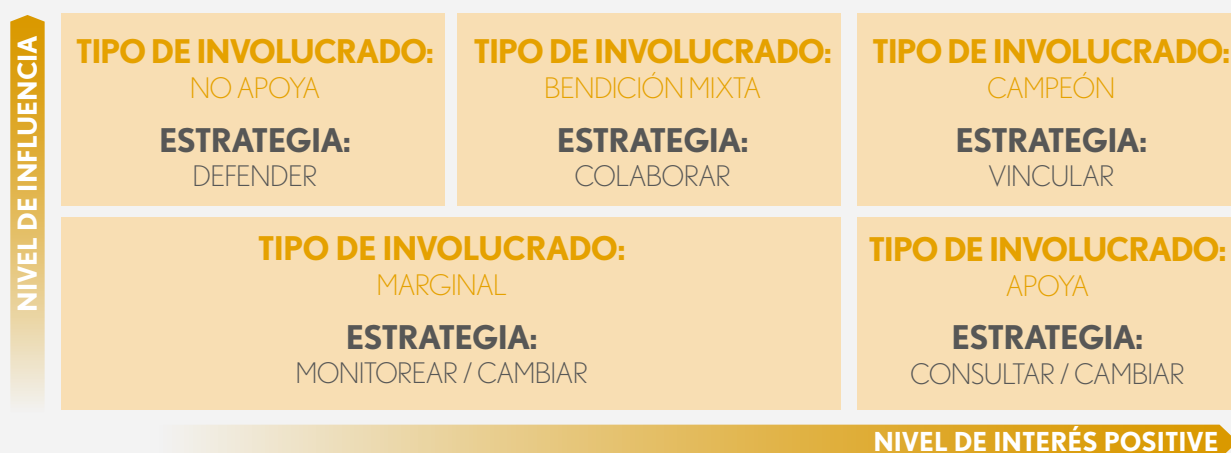 NIVEL DE INFLUENCIA
TIPO DE INVOLUCRADO:
NO APOYA
ESTRATEGIA:
DEFENDER
TIPO DE INVOLUCRADO:
BENDICIÓN MIXTA
ESTRATEGIA:
COLABORAR
TIPO DE INVOLUCRADO:
CAMPEÓN
ESTRATEGIA:
VINCULAR
TIPO DE INVOLUCRADO:
MARGINAL
ESTRATEGIA:
MONITOREAR / CAMBIAR
TIPO DE INVOLUCRADO:
APOYA
ESTRATEGIA:
CONSULTAR / CAMBIAR
NIVEL DE INTERÉS POSITIVE